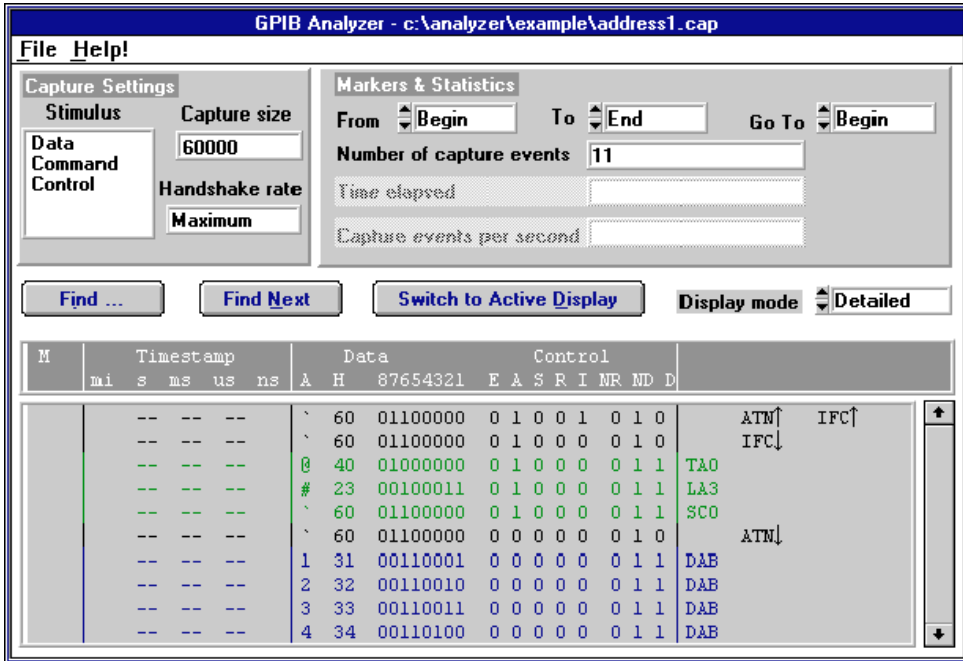 GPIB Analyzer - c:\analyzer\example\address1.cap
File Help!
Capture Settings
Stimulus
Data
Command
Control
Capture size
60000
Handshake rate
Maximum
Markers & Statistics
From Begin To End Go To Begin
Number of capture events 11
Time elapsed
Capture events per second
Find ... Find Next Switch to Active Display Display mode Detailed
M Timestamp Data Control
mi s ms us ns A H 87654321 E A S R I NR ND D
-- -- -- ` 60 01100000 0 1 0 0 1 0 1 0 ATN↑ IFC↑
-- -- -- ` 60 01100000 0 1 0 0 0 0 1 0 IFC↓
-- -- -- @ 40 01000000 0 1 0 0 0 0 1 1 TA0
-- -- -- # 23 00100011 0 1 0 0 0 0 1 1 LA3
-- -- -- ` 60 01100000 0 1 0 0 0 0 1 1 SC0
-- -- -- ` 60 01100000 0 0 0 0 0 0 1 0 ATN↓
-- -- -- 1 31 00110001 0 0 0 0 0 0 1 1 DAB
-- -- -- 2 32 00110010 0 0 0 0 0 0 1 1 DAB
-- -- -- 3 33 00110011 0 0 0 0 0 0 1 1 DAB
-- -- -- 4 34 00110100 0 0 0 0 0 0 1 1 DAB